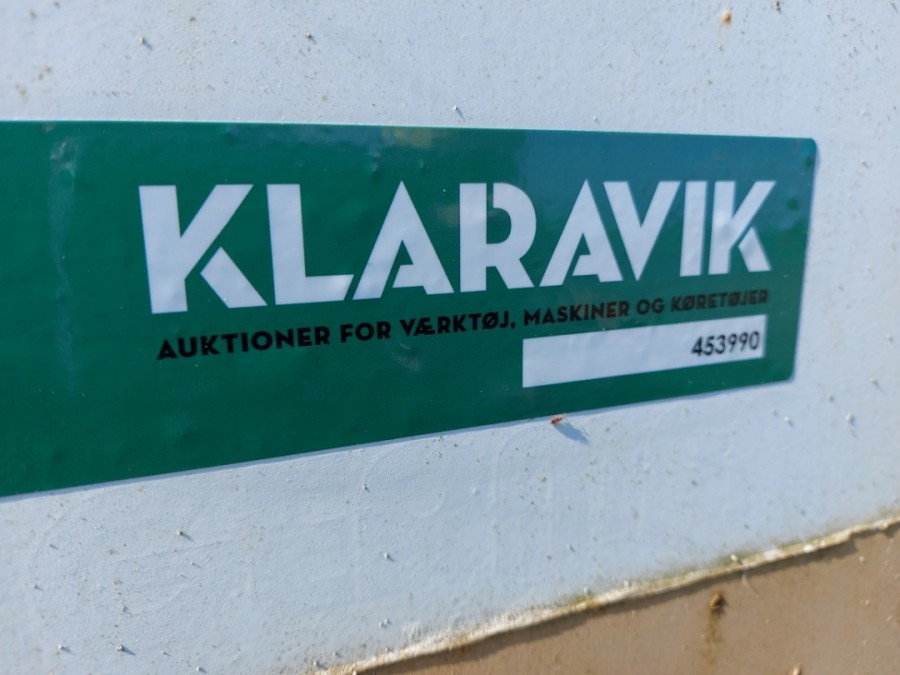 KLARAVIK
AUKTIONER FOR VÆRKTØJ, MASKINER OG KØRETØJER
453990